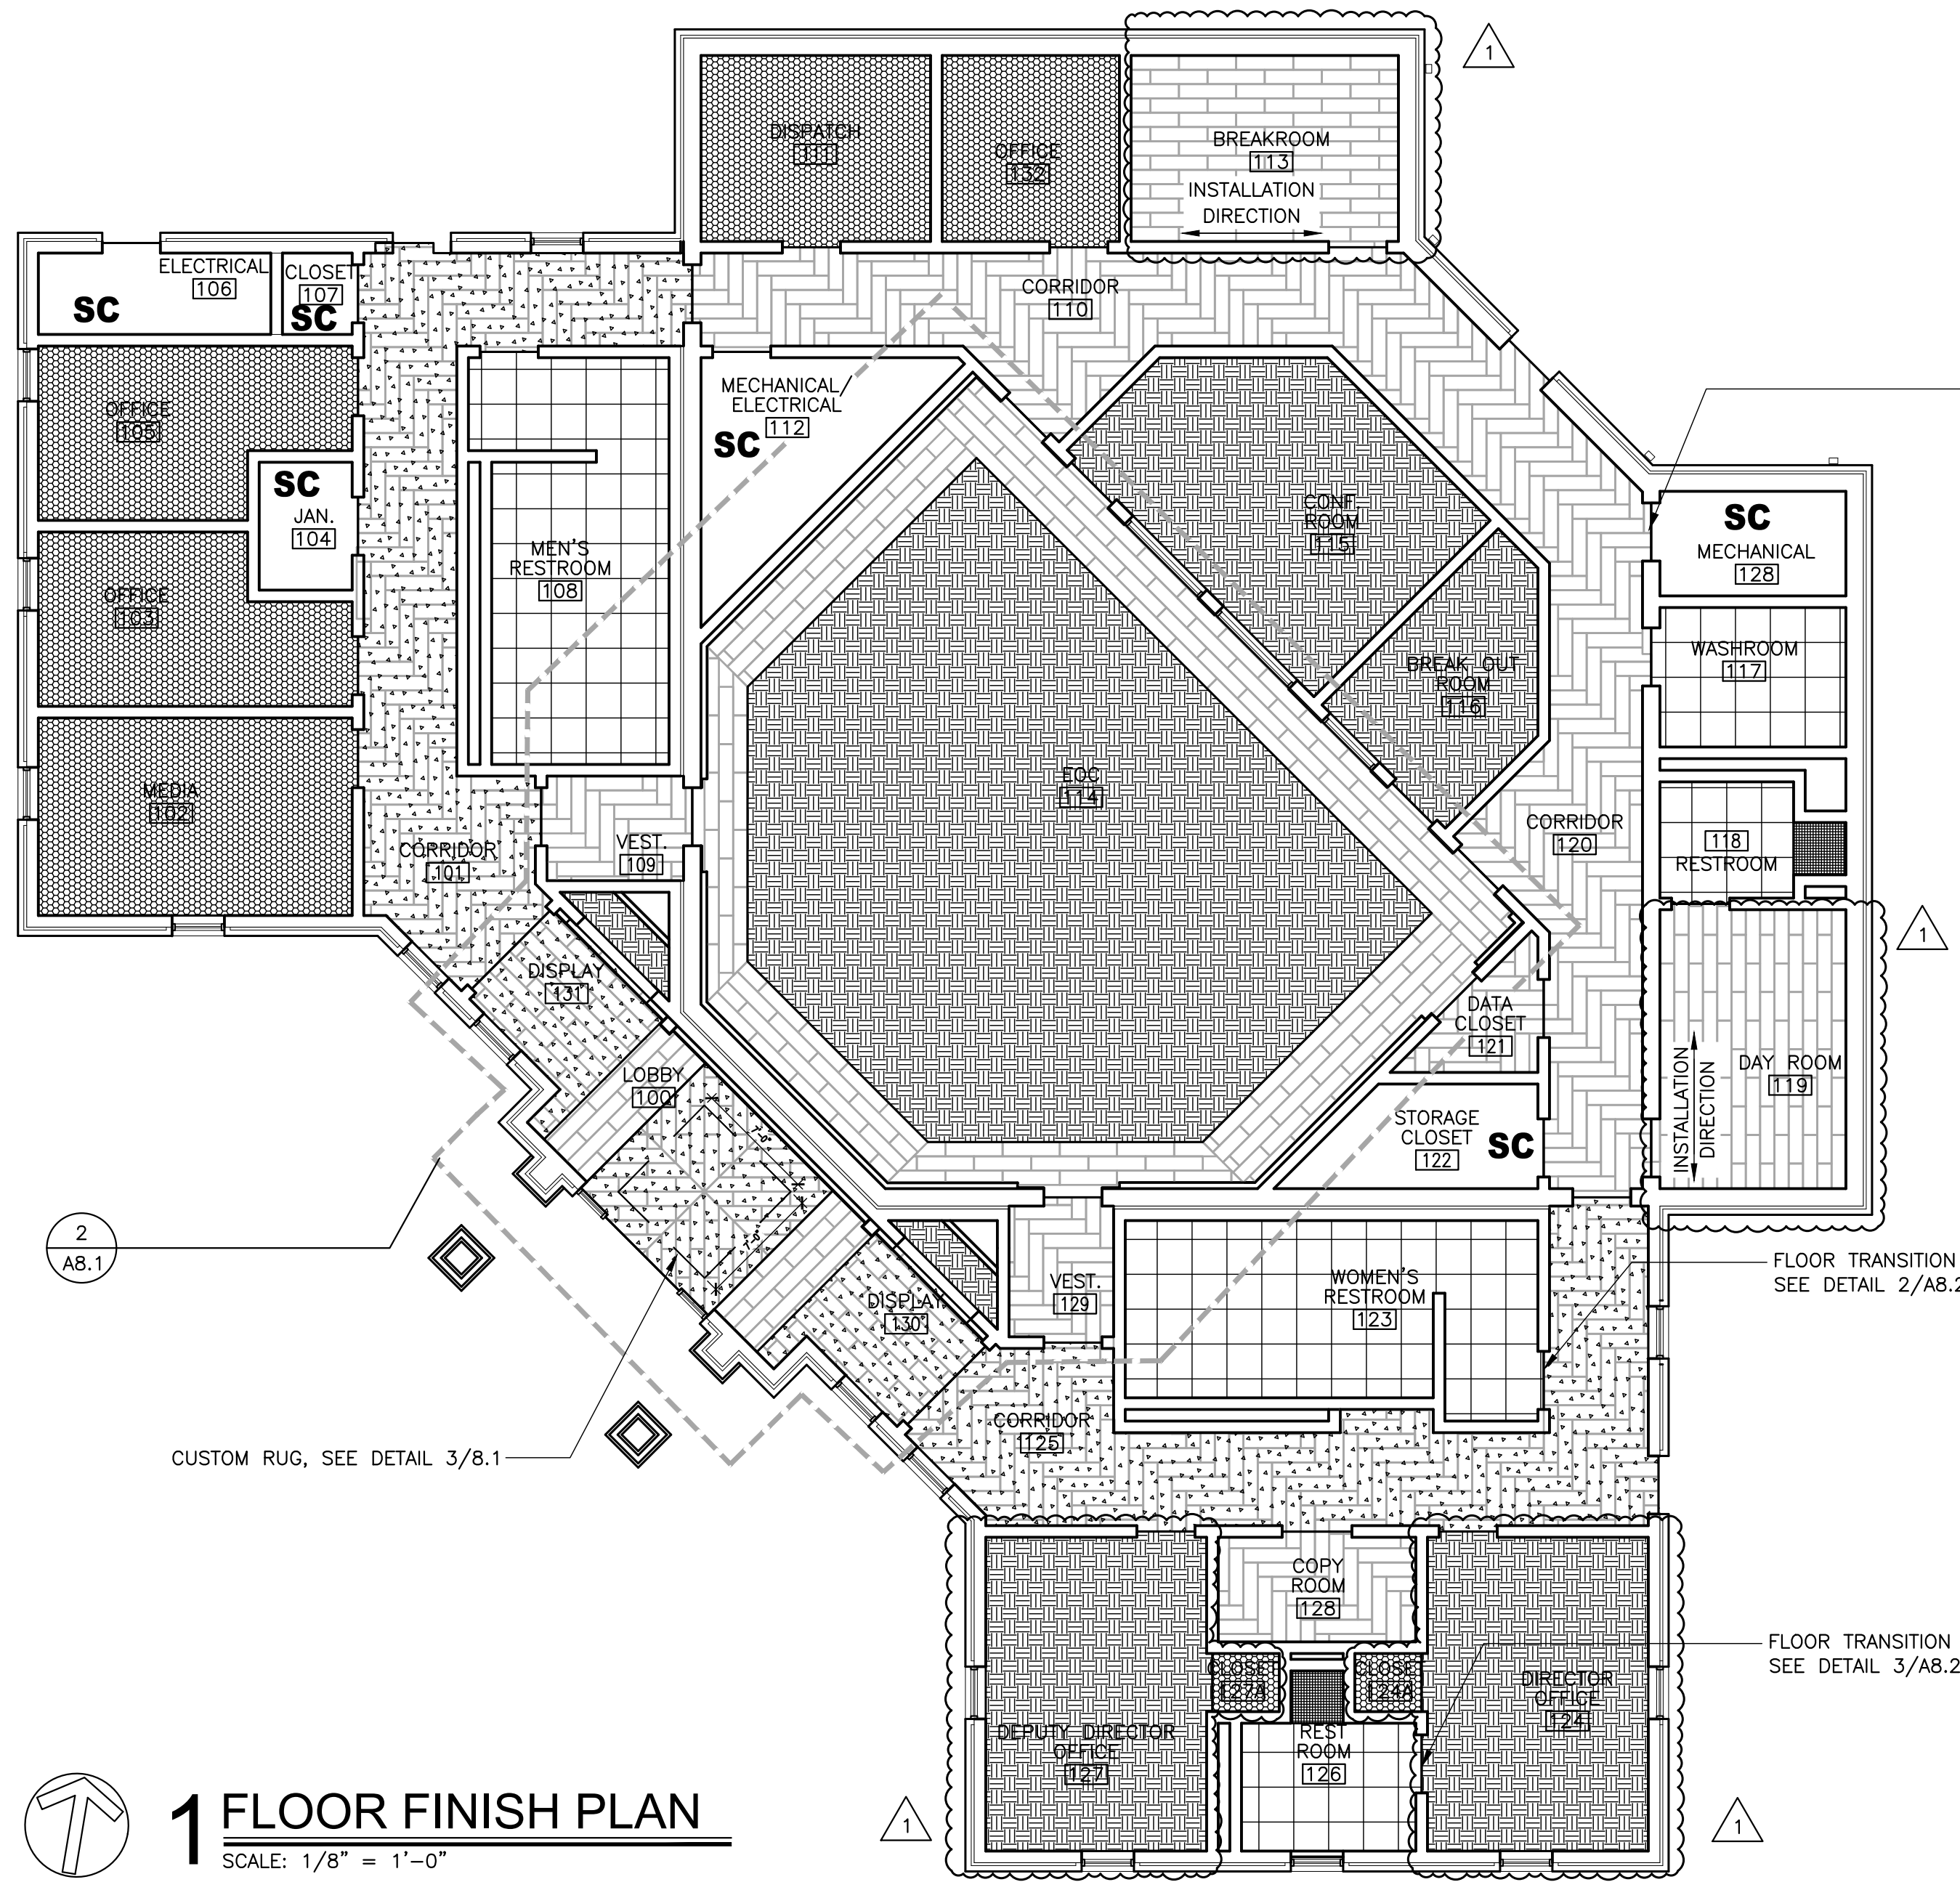 1
DISPATCH
111
OFFICE
132
BREAKROOM
113
INSTALLATION
DIRECTION
ELECTRICAL
106
SC
CLOSET
107
SC
CORRIDOR
110
OFFICE
105
MECHANICAL/
ELECTRICAL
112
SC
SC
JAN.
104
CONF.
ROOM
115
SC
MECHANICAL
128
MEN'S
RESTROOM
108
OFFICE
103
WASHROOM
117
BREAK OUT
ROOM
116
MEDIA
102
EOC
114
CORRIDOR
101
VEST.
109
CORRIDOR
120
118
RESTROOM
1
DISPLAY
131
DATA
CLOSET
121
INSTALLATION
DIRECTION
DAY ROOM
119
LOBBY
100
7'-0"
7'-0"
STORAGE
CLOSET
122
SC
2
A8.1
FLOOR TRANSITION
SEE DETAIL 2/A8.2
VEST.
129
WOMEN'S
RESTROOM
123
DISPLAY
130
CORRIDOR
125
CUSTOM RUG, SEE DETAIL 3/8.1
COPY
ROOM
128
FLOOR TRANSITION
SEE DETAIL 3/A8.2
CLOSET
127A
CLOSET
124A
DIRECTOR
OFFICE
124
DEPUTY DIRECTOR
OFFICE
127
REST
ROOM
126
1
1
1 FLOOR FINISH PLAN
SCALE: 1/8" = 1'-0"